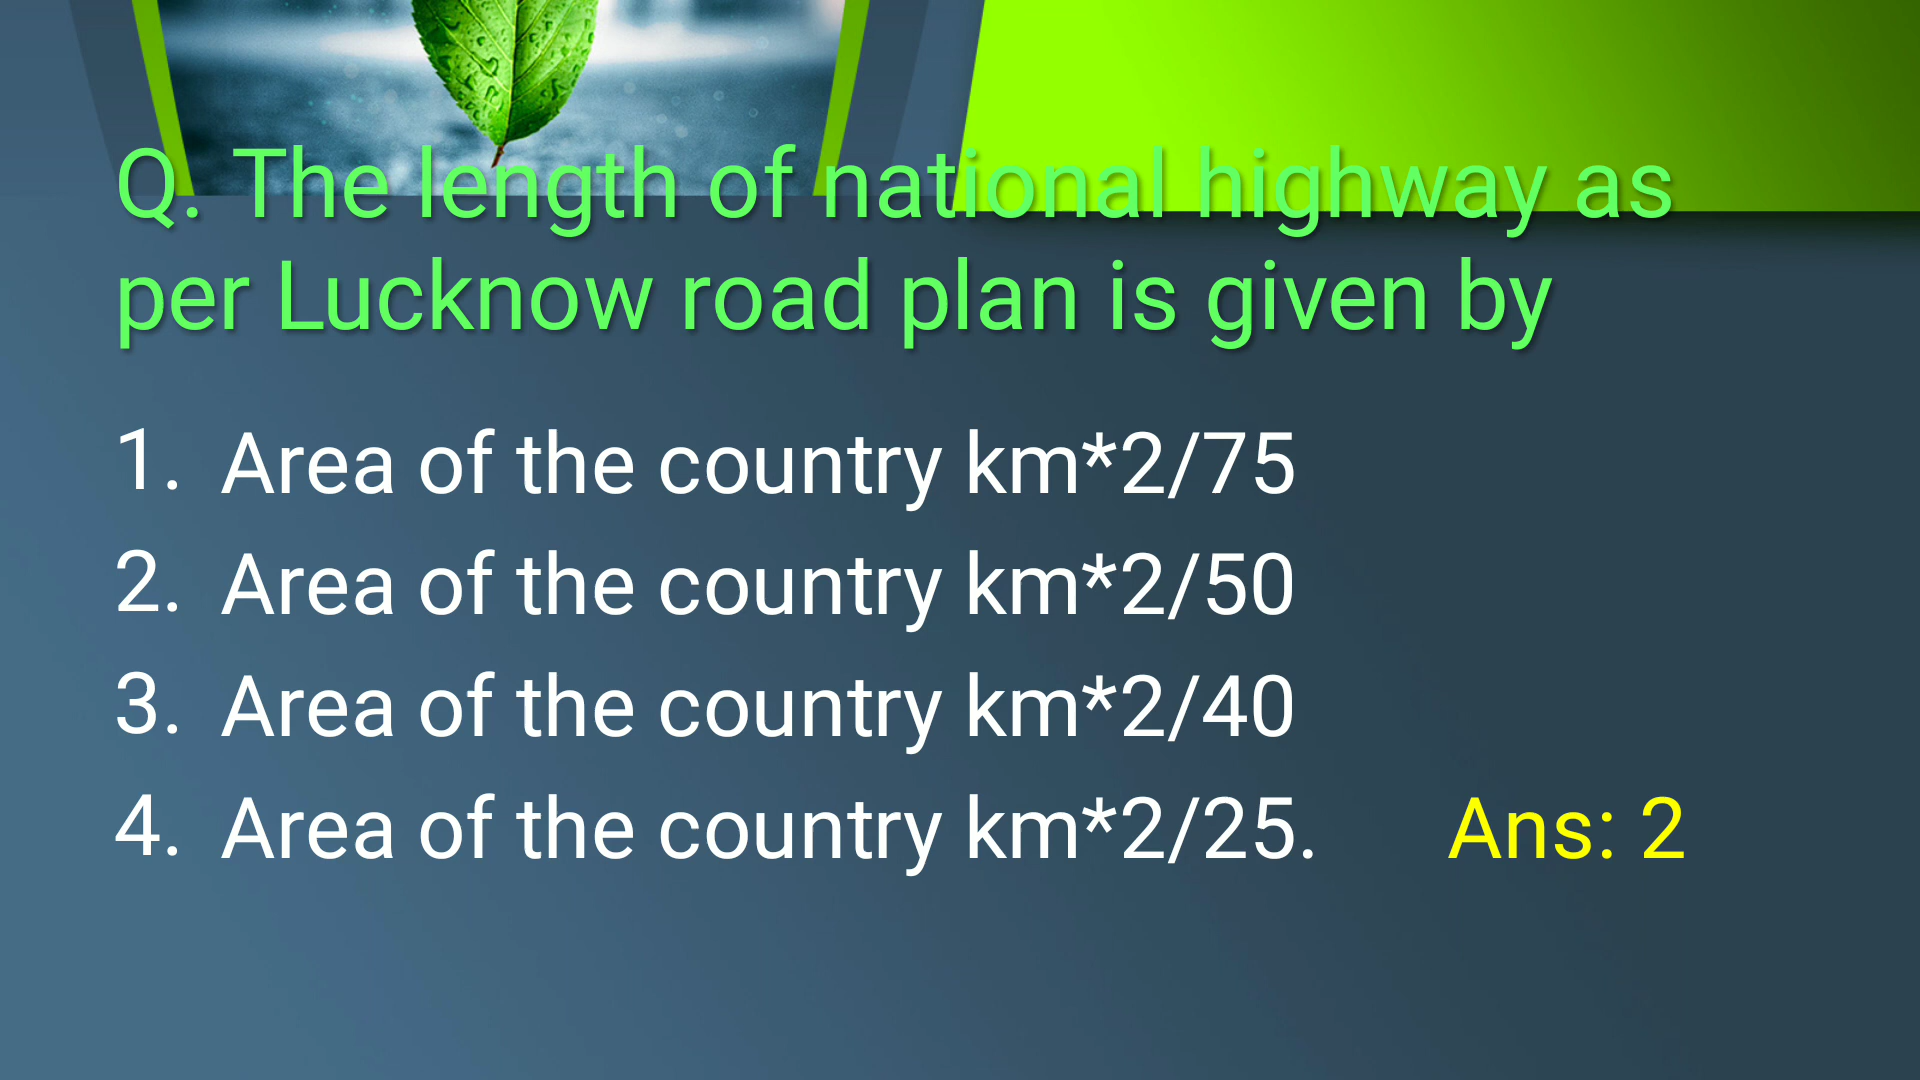 Q. The length of national highway as
per Lucknow road plan is given by
1. Area of the country km*2/75
2. Area of the country km*2/50
3. Area of the country km*2/40
4. Area of the country km*2/25. Ans: 2